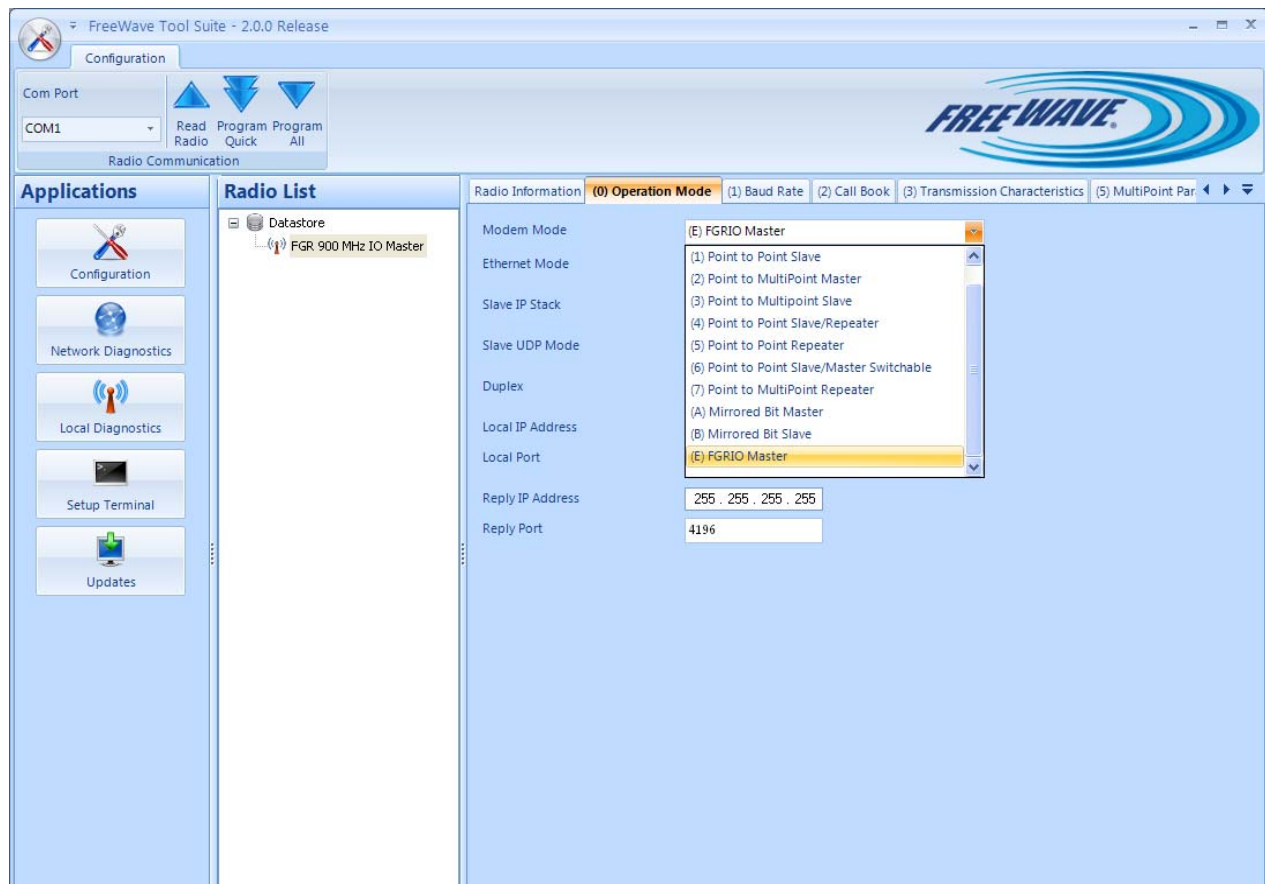 FreeWave Tool Suite - 2.0.0 Release
Configuration
Com Port
COM1
Read Radio
Program Quick
Program All
Radio Communication
FREEWAVE.
Applications
Configuration
Network Diagnostics
Local Diagnostics
Setup Terminal
Updates
Radio List
Datastore
FGR 900 MHz IO Master
Radio Information
(0) Operation Mode
(1) Baud Rate
(2) Call Book
(3) Transmission Characteristics
(5) MultiPoint Par
Modem Mode
(E) FGRIO Master
(1) Point to Point Slave
(2) Point to MultiPoint Master
(3) Point to Multipoint Slave
(4) Point to Point Slave/Repeater
(5) Point to Point Repeater
(6) Point to Point Slave/Master Switchable
(7) Point to MultiPoint Repeater
(A) Mirrored Bit Master
(B) Mirrored Bit Slave
(E) FGRIO Master
Ethernet Mode
Slave IP Stack
Slave UDP Mode
Duplex
Local IP Address
Local Port
Reply IP Address
255 . 255 . 255 . 255
Reply Port
4196